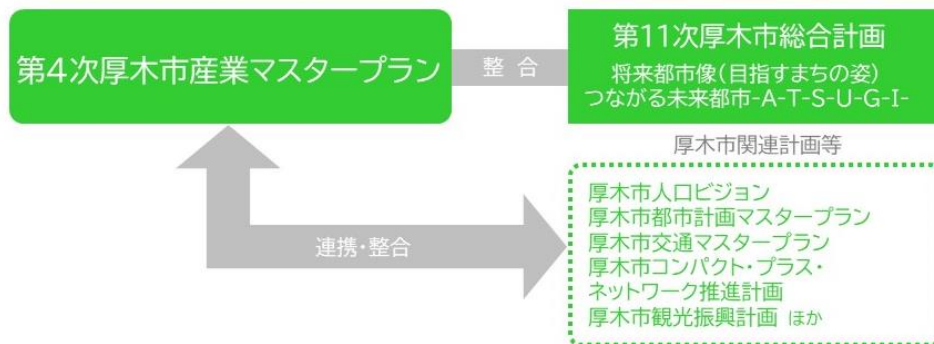 第4次厚木市産業マスタープラン
整 合
第11次厚木市総合計画
将来都市像(目指すまちの姿)
つながる未来都市-A-T-S-U-G-I-
厚木市関連計画等
連携・整合
厚木市人口ビジョン
厚木市都市計画マスタープラン
厚木市交通マスタープラン
厚木市コンパクト・プラス・
ネットワーク推進計画
厚木市観光振興計画 ほか